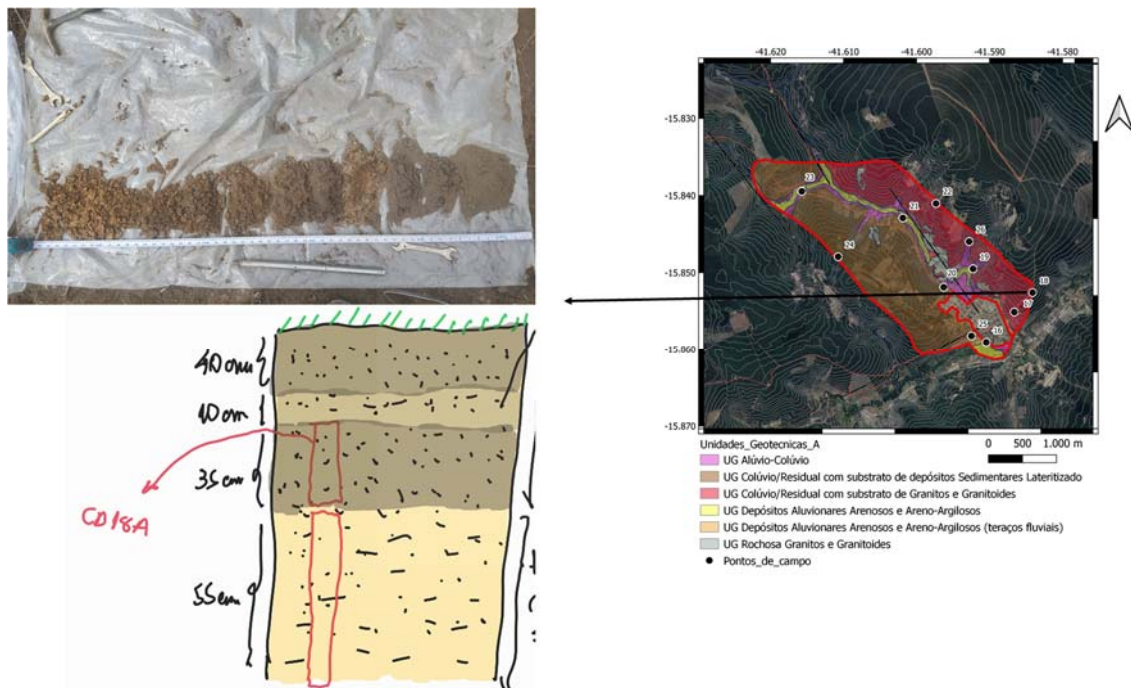 40cm
10cm
35cm
CD18A
55cm
-41.620 -41.610 -41.600 -41.590 -41.580
-15.830
-15.840
-15.850
-15.860
-15.870
23
22
21
26
24
19
20
18
17
25
16
Unidades_Geotecnicas_A
0 500 1.000 m
UG Alúvio-Colúvio
UG Colúvio/Residual com substrato de depósitos Sedimentares Lateritizado
UG Colúvio/Residual com substrato de Granitos e Granitoides
UG Depósitos Aluvionares Arenosos e Areno-Argilosos
UG Depósitos Aluvionares Arenosos e Areno-Argilosos (teraços fluviais)
UG Rochosa Granitos e Granitoides
Pontos_de_campo